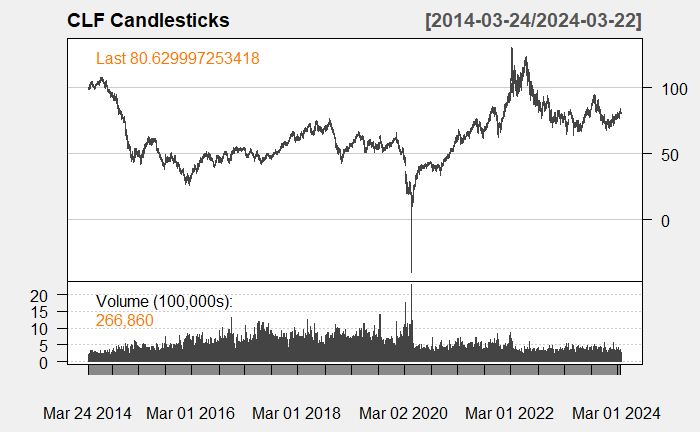 CLF Candlesticks [2014-03-24/2024-03-22]
Last 80.629997253418
100
50
0
Volume (100,000s):
266,860
20
15
10
5
0
Mar 24 2014 Mar 01 2016 Mar 01 2018 Mar 02 2020 Mar 01 2022 Mar 01 2024